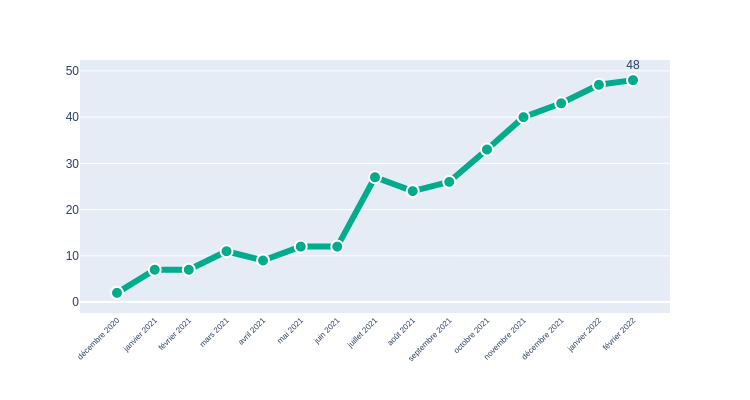 48
50
40
30
20
10
0
décembre 2020
janvier 2021
février 2021
mars 2021
avril 2021
mai 2021
juin 2021
juillet 2021
août 2021
septembre 2021
octobre 2021
novembre 2021
décembre 2021
janvier 2022
février 2022